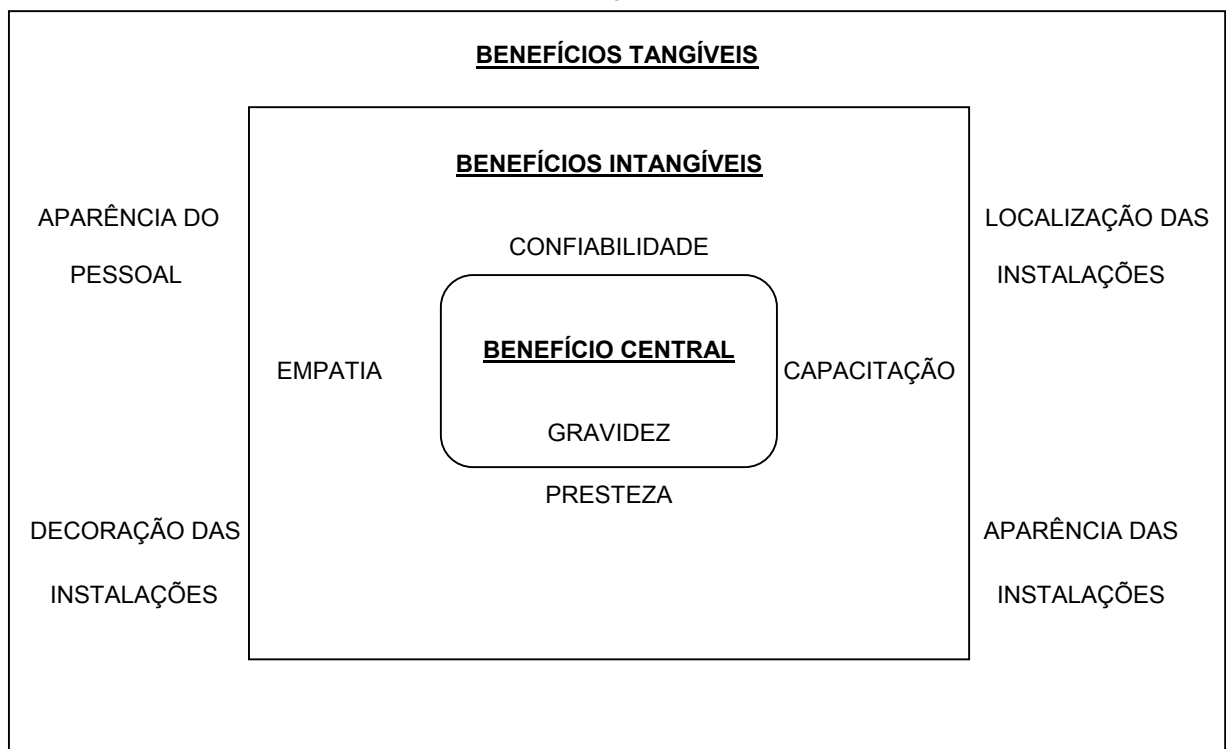 BENEFÍCIOS TANGÍVEIS
BENEFÍCIOS INTANGÍVEIS
APARÊNCIA DO
PESSOAL
LOCALIZAÇÃO DAS
INSTALAÇÕES
CONFIABILIDADE
BENEFÍCIO CENTRAL
EMPATIA
CAPACITAÇÃO
GRAVIDEZ
PRESTEZA
DECORAÇÃO DAS
INSTALAÇÕES
APARÊNCIA DAS
INSTALAÇÕES